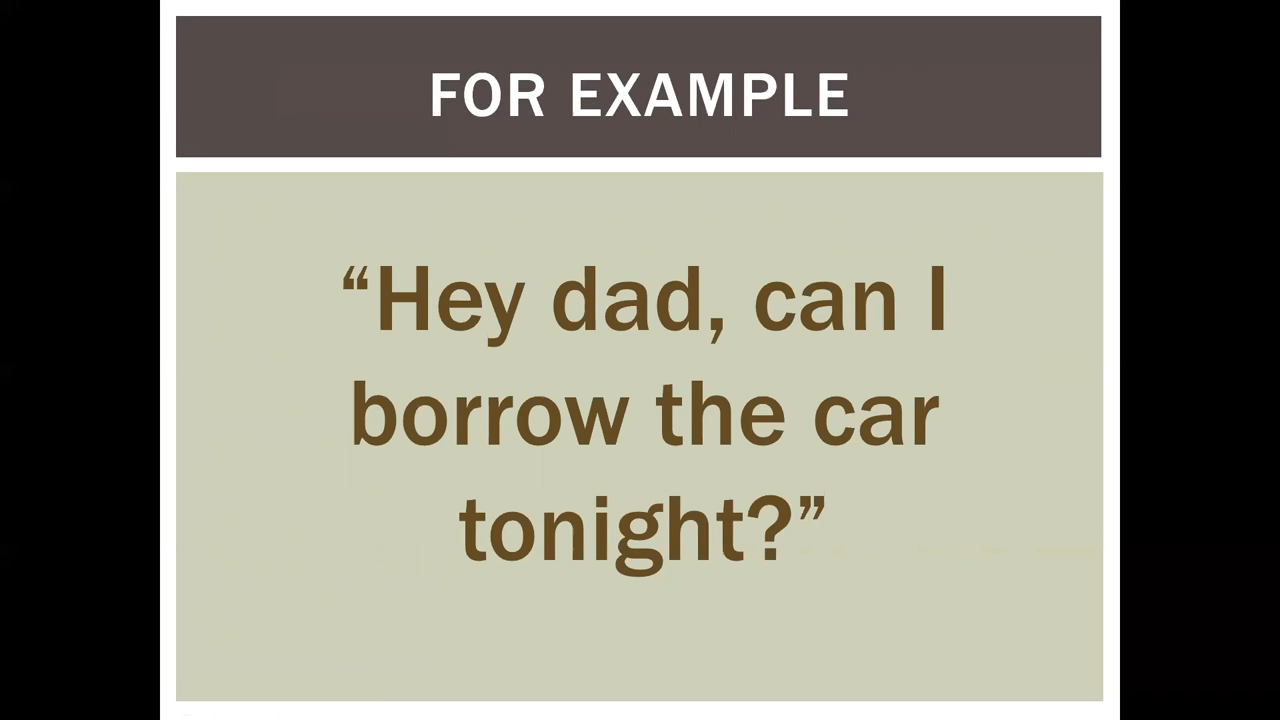 FOR EXAMPLE
“Hey dad, can I
borrow the car
tonight?”